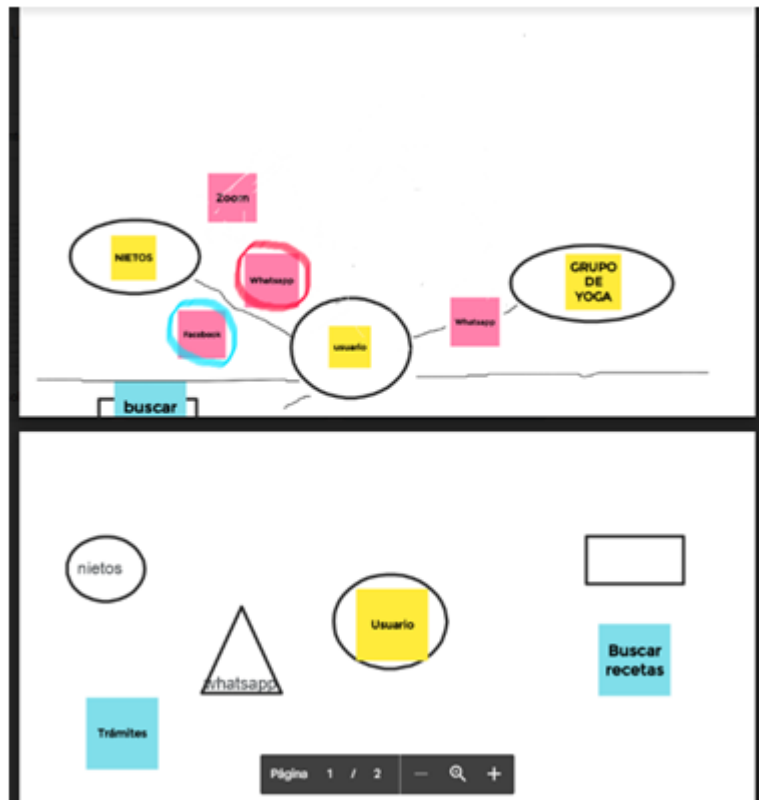 Zoom
NIETOS
Whatsapp
GRUPO
DE
YOGA
Whatsapp
Facebook
usuario
buscar
nietos
Usuario
whatsapp
Buscar
recetas
Trámites
Página 1 / 2